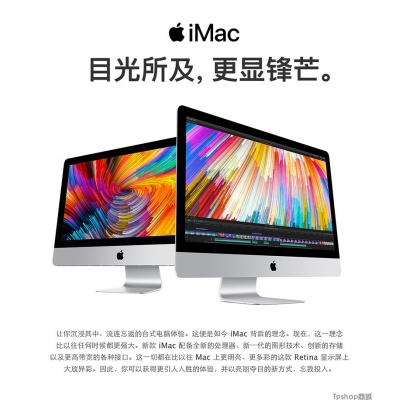 iMac
目光所及，更显锋芒。
让你沉浸其中，流连忘返的台式电脑体验。这便是如今 iMac 背后的理念。现在，这一理念
比以往任何时候都更强大。新款 iMac 配备全新的处理器、新一代的图形技术、创新的存储
以及更高带宽的各种接口。这一切都在比以往 Mac 上更明亮、更多彩的这款 Retina 显示屏上
大放异彩。因此，你可以获得更引人入胜的体验，并以亮丽夺目的新方式，忘我投入。
Tpshop商城